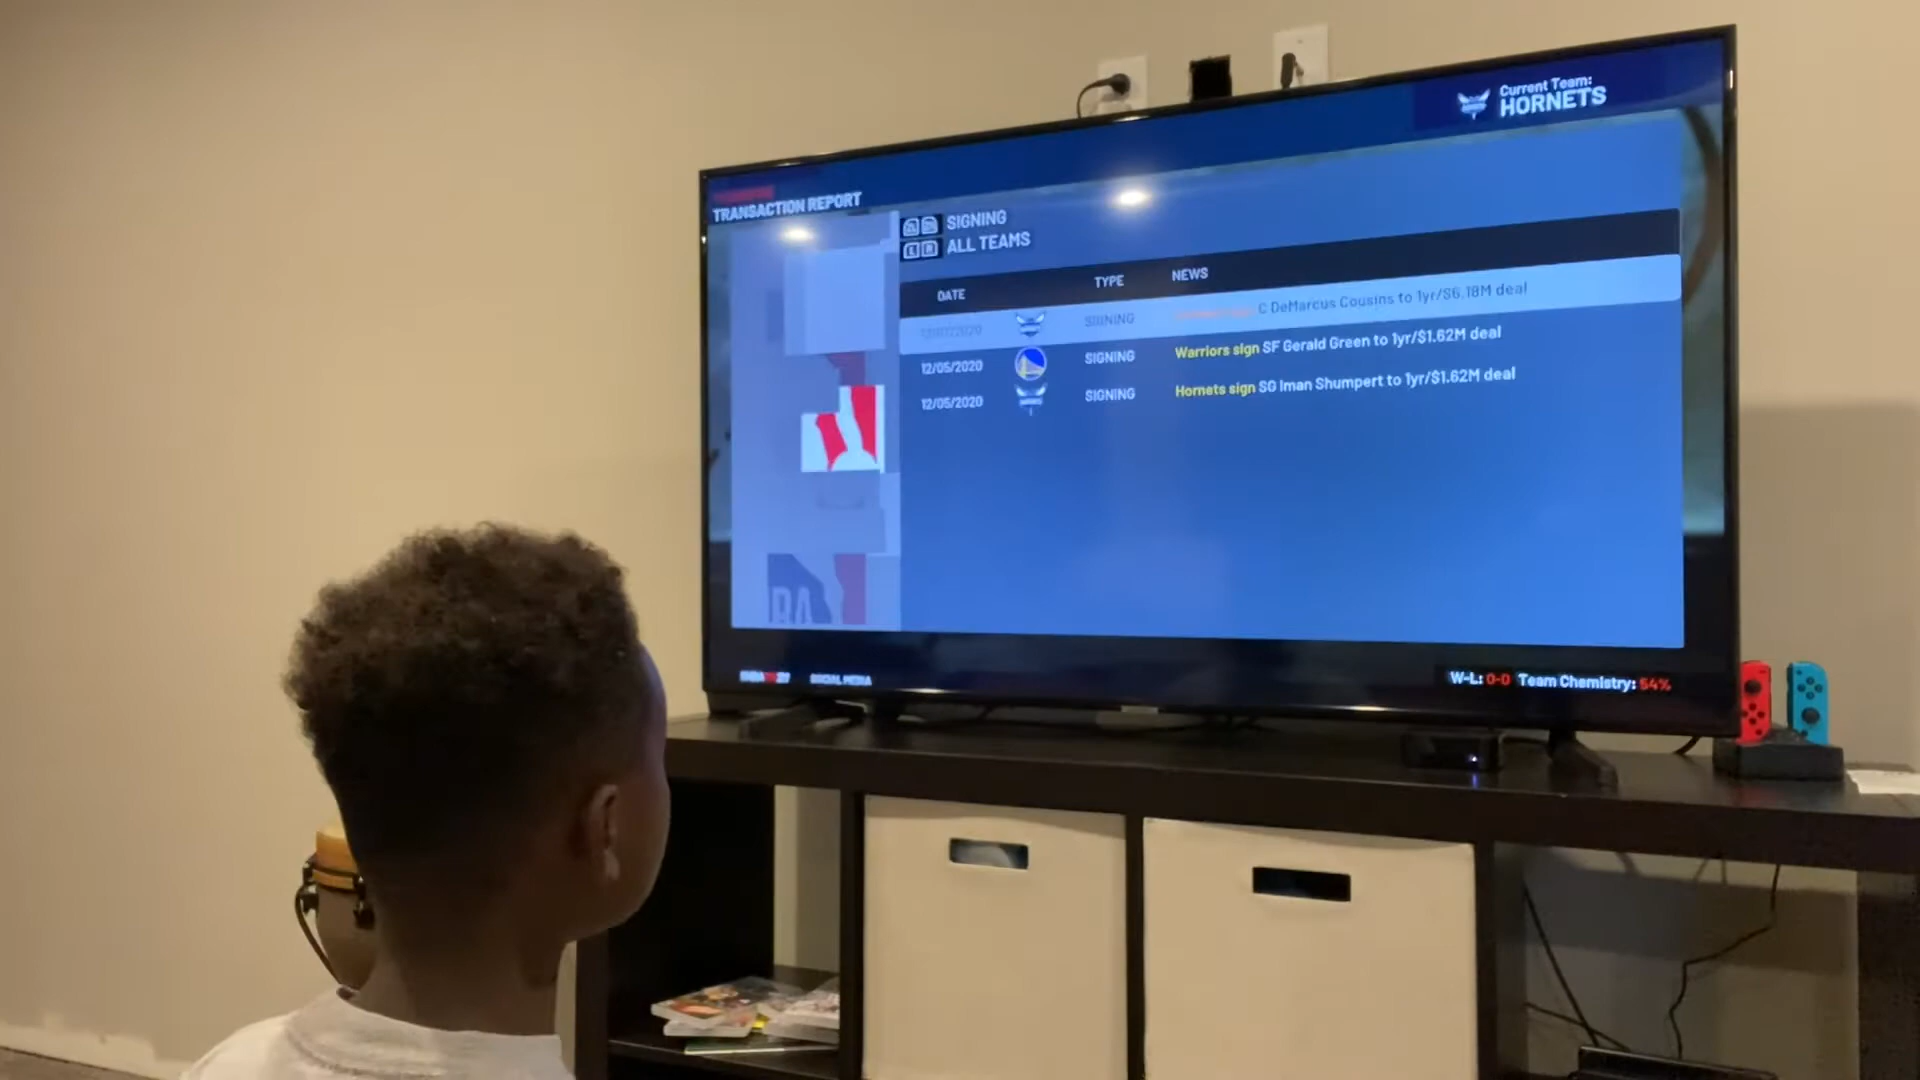 Current Team:
HORNETS
TRANSACTION REPORT
SIGNING
ALL TEAMS
DATE TYPE NEWS
SIGNING C DeMarcus Cousins to 1yr/$6.18M deal
12/05/2020 SIGNING Warriors sign SF Gerald Green to 1yr/$1.62M deal
12/05/2020 SIGNING Hornets sign SG Iman Shumpert to 1yr/$1.62M deal
SOCIAL MEDIA
W-L: 0-0 Team Chemistry: 54%